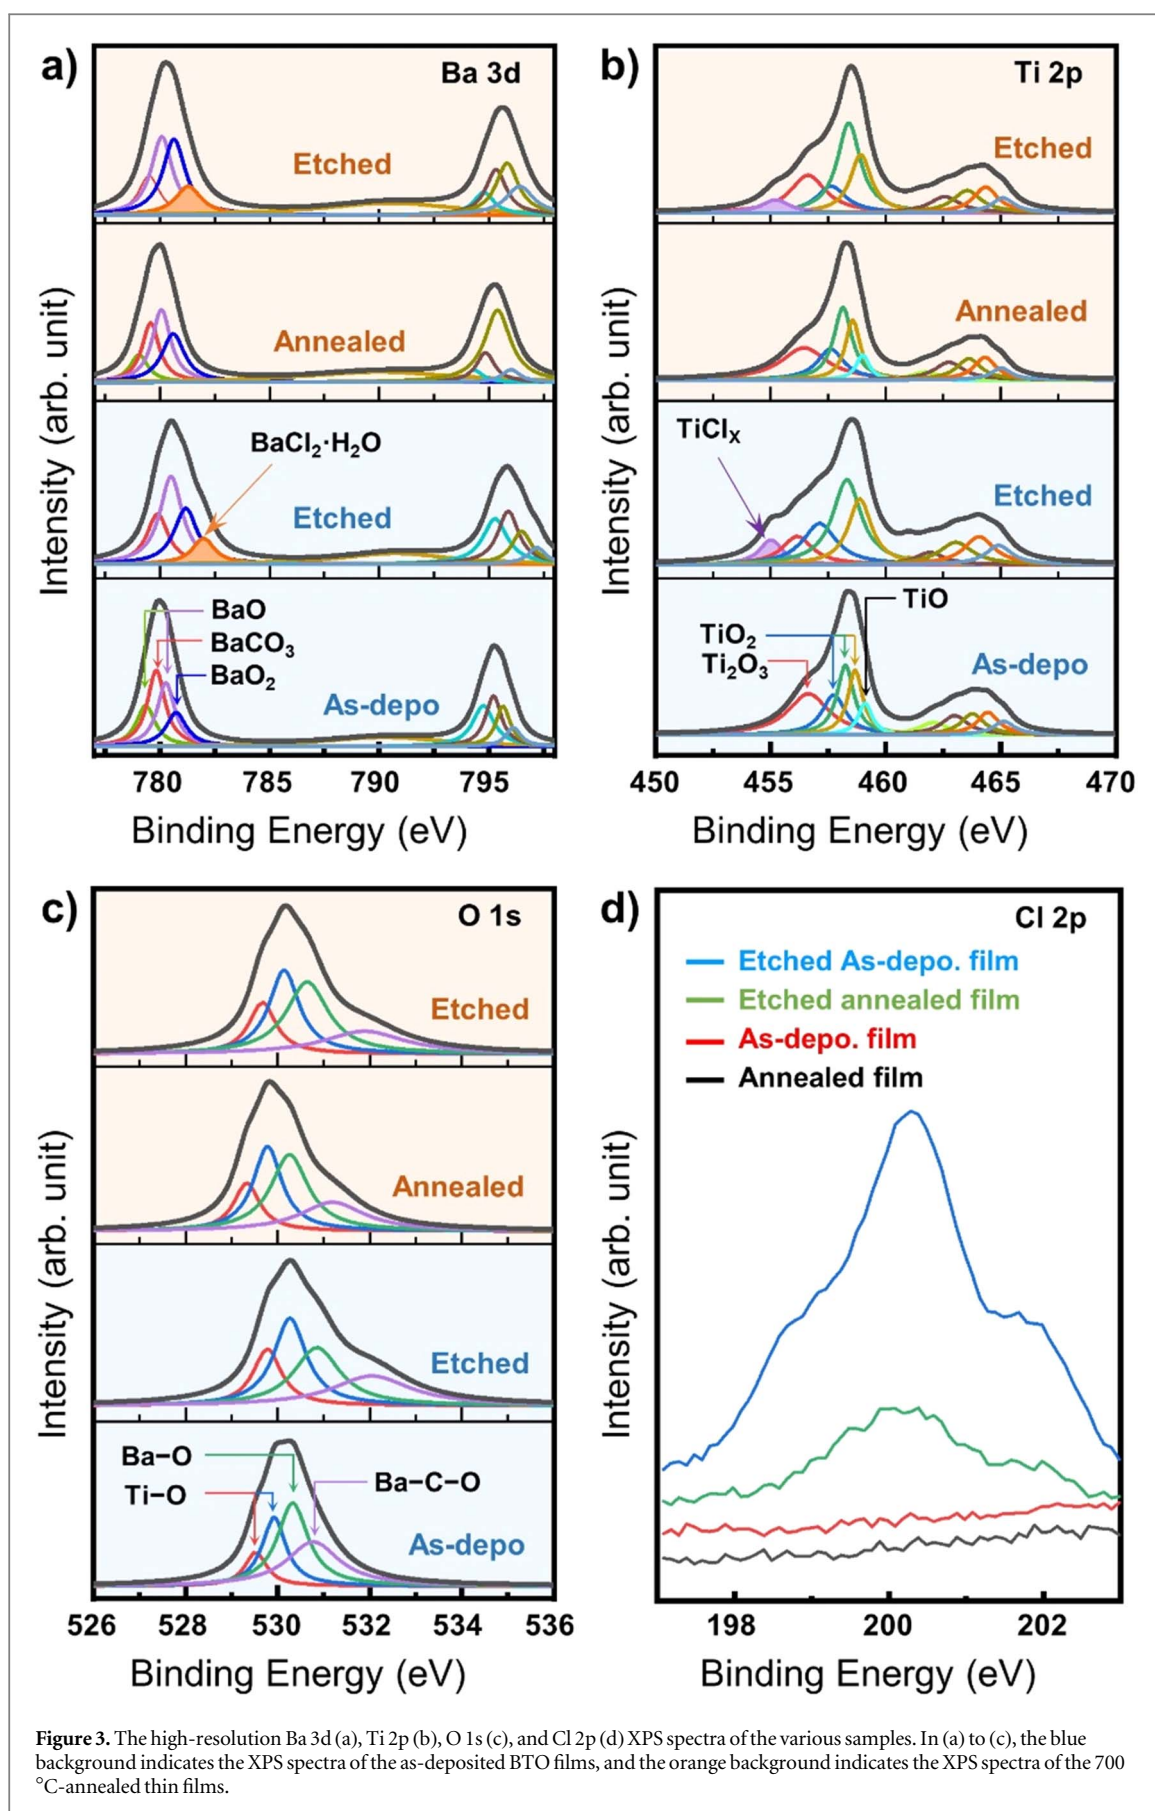 a)
Ba 3d
Etched
Annealed
BaCl₂·H₂O
Etched
BaO
BaCO₃
BaO₂
As-depo
Intensity (arb. unit)
780 785 790 795
Binding Energy (eV)
b)
Ti 2p
Etched
Annealed
TiClₓ
Etched
TiO
TiO₂
Ti₂O₃
As-depo
Intensity (arb. unit)
450 455 460 465 470
Binding Energy (eV)
c)
O 1s
Etched
Annealed
Etched
Ba−O
Ti−O
Ba−C−O
As-depo
Intensity (arb. unit)
526 528 530 532 534 536
Binding Energy (eV)
d)
Cl 2p
Etched As-depo. film
Etched annealed film
As-depo. film
Annealed film
Intensity (arb. unit)
198 200 202
Binding Energy (eV)
Figure 3. The high-resolution Ba 3d (a), Ti 2p (b), O 1s (c), and Cl 2p (d) XPS spectra of the various samples. In (a) to (c), the blue
background indicates the XPS spectra of the as-deposited BTO films, and the orange background indicates the XPS spectra of the 700
°C-annealed thin films.